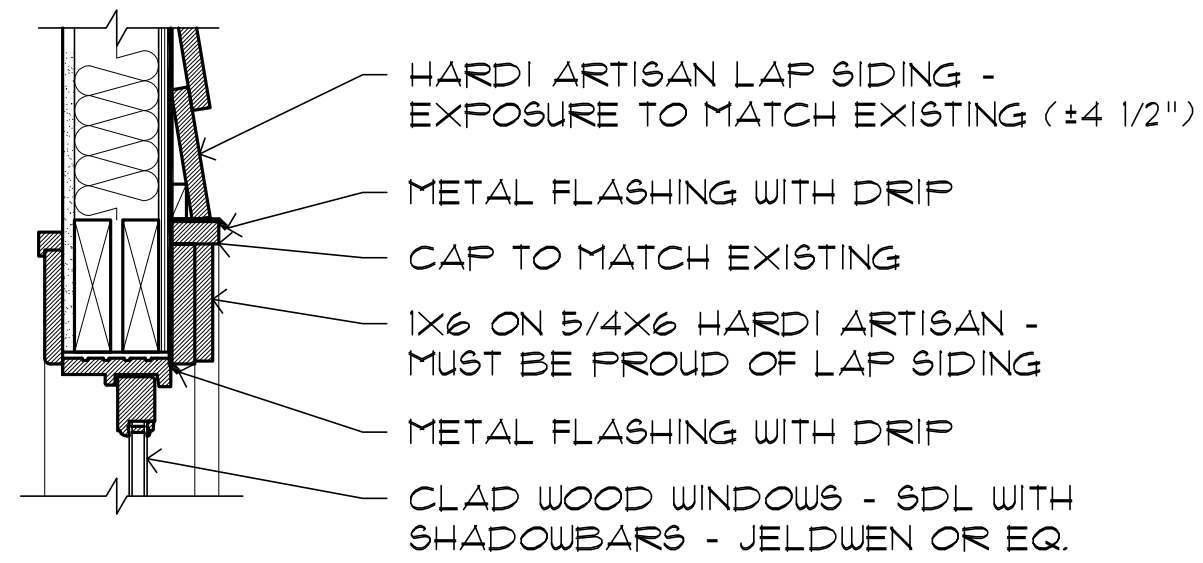 HARDI ARTISAN LAP SIDING -
EXPOSURE TO MATCH EXISTING (±4 1/2")
METAL FLASHING WITH DRIP
CAP TO MATCH EXISTING
1X6 ON 5/4X6 HARDI ARTISAN -
MUST BE PROUD OF LAP SIDING
METAL FLASHING WITH DRIP
CLAD WOOD WINDOWS - SDL WITH
SHADOWBARS - JELDWEN OR EQ.